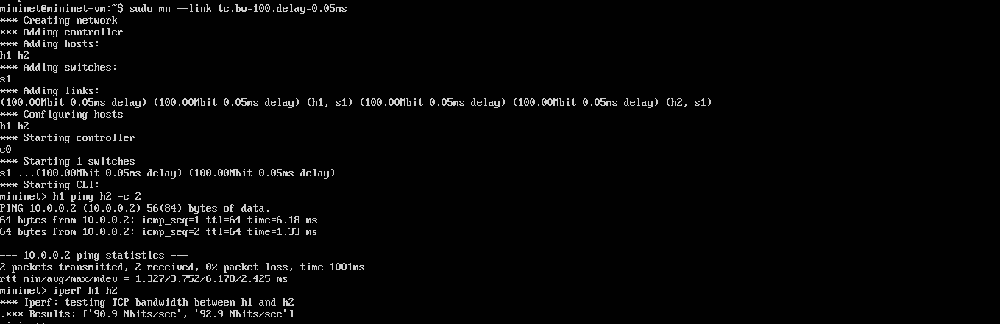 mininet@mininet-vm:~$ sudo mn --link tc,bw=100,delay=0.05ms
*** Creating network
*** Adding controller
*** Adding hosts:
h1 h2
*** Adding switches:
s1
*** Adding links:
(100.00Mbit 0.05ms delay) (100.00Mbit 0.05ms delay) (h1, s1) (100.00Mbit 0.05ms delay) (100.00Mbit 0.05ms delay) (h2, s1)
*** Configuring hosts
h1 h2
*** Starting controller
c0
*** Starting 1 switches
s1 ...(100.00Mbit 0.05ms delay) (100.00Mbit 0.05ms delay)
*** Starting CLI:
mininet> h1 ping h2 -c 2
PING 10.0.0.2 (10.0.0.2) 56(84) bytes of data.
64 bytes from 10.0.0.2: icmp_seq=1 ttl=64 time=6.18 ms
64 bytes from 10.0.0.2: icmp_seq=2 ttl=64 time=1.33 ms
--- 10.0.0.2 ping statistics ---
2 packets transmitted, 2 received, 0% packet loss, time 1001ms
rtt min/avg/max/mdev = 1.327/3.752/6.178/2.425 ms
mininet> iperf h1 h2
*** Iperf: testing TCP bandwidth between h1 and h2
.*** Results: ['90.9 Mbits/sec', '92.9 Mbits/sec']
mininet>